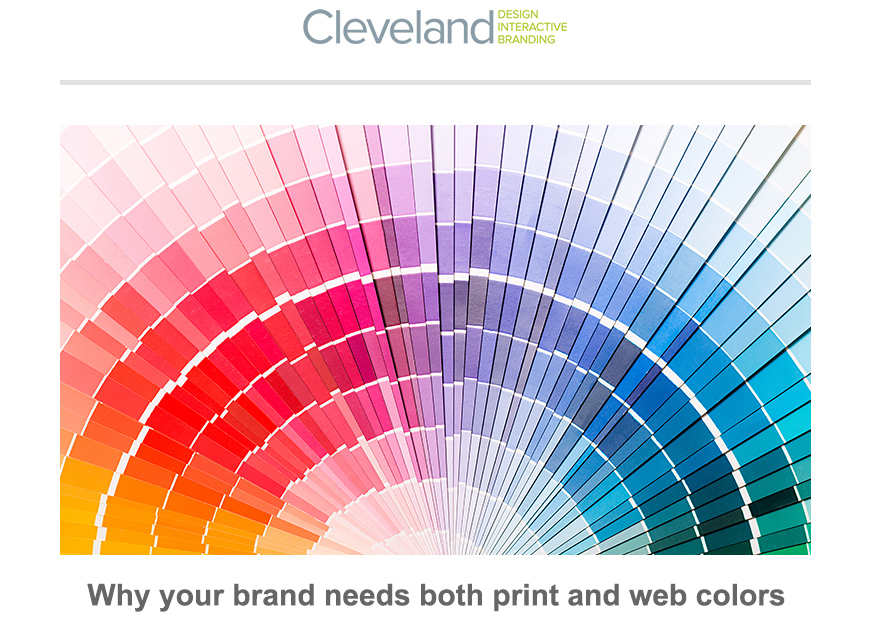 Cleveland
DESIGN
INTERACTIVE
BRANDING
Why your brand needs both print and web colors